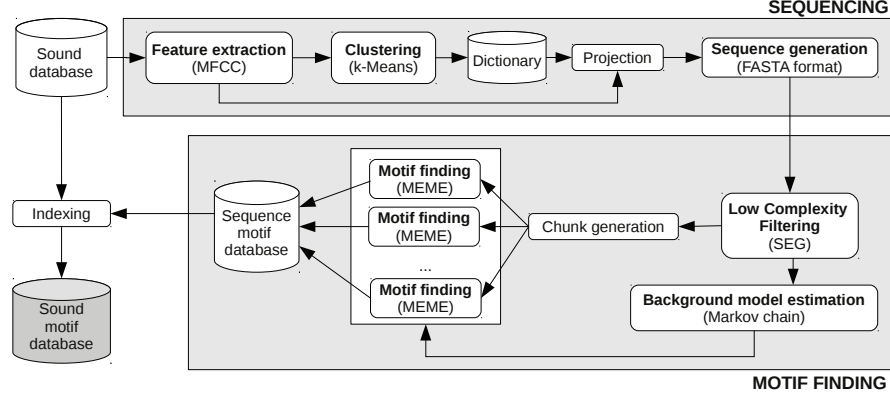 SEQUENCING
Sound
database
Feature extraction
(MFCC)
Clustering
(k-Means)
Dictionary
Projection
Sequence generation
(FASTA format)
Indexing
Sound
motif
database
Sequence
motif
database
Motif finding
(MEME)
Motif finding
(MEME)
...
Motif finding
(MEME)
Chunk generation
Low Complexity
Filtering
(SEG)
Background model estimation
(Markov chain)
MOTIF FINDING